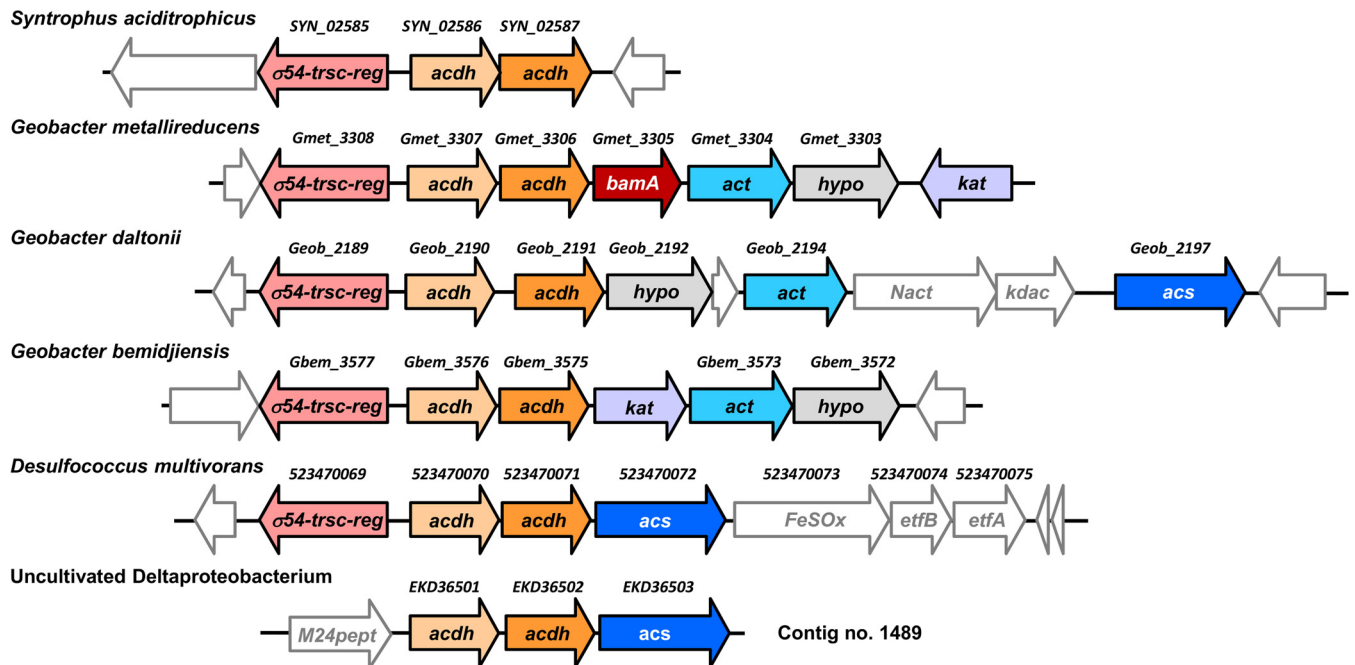 Syntrophus aciditrophicus
SYN_02585 SYN_02586 SYN_02587
σ54-trsc-reg acdh acdh
Geobacter metallireducens
Gmet_3308 Gmet_3307 Gmet_3306 Gmet_3305 Gmet_3304 Gmet_3303
σ54-trsc-reg acdh acdh bamA act hypo kat
Geobacter daltonii
Geob_2189 Geob_2190 Geob_2191 Geob_2192 Geob_2194 Geob_2197
σ54-trsc-reg acdh acdh hypo act Nact kdac acs
Geobacter bemidjiensis
Gbem_3577 Gbem_3576 Gbem_3575 Gbem_3573 Gbem_3572
σ54-trsc-reg acdh acdh kat act hypo
Desulfococcus multivorans
523470069 523470070 523470071 523470072 523470073 523470074 523470075
σ54-trsc-reg acdh acdh acs FeSOx etfB etfA
Uncultivated Deltaproteobacterium
EKD36501 EKD36502 EKD36503
M24pept acdh acdh acs Contig no. 1489